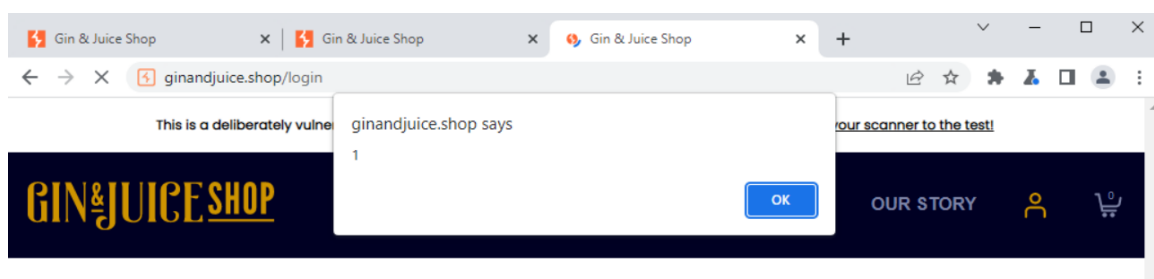 Gin & Juice Shop
Gin & Juice Shop
Gin & Juice Shop
ginandjuice.shop/login
This is a deliberately
your scanner to the test!
ginandjuice.shop says
1
OK
GIN&JUICE SHOP
OUR STORY
0